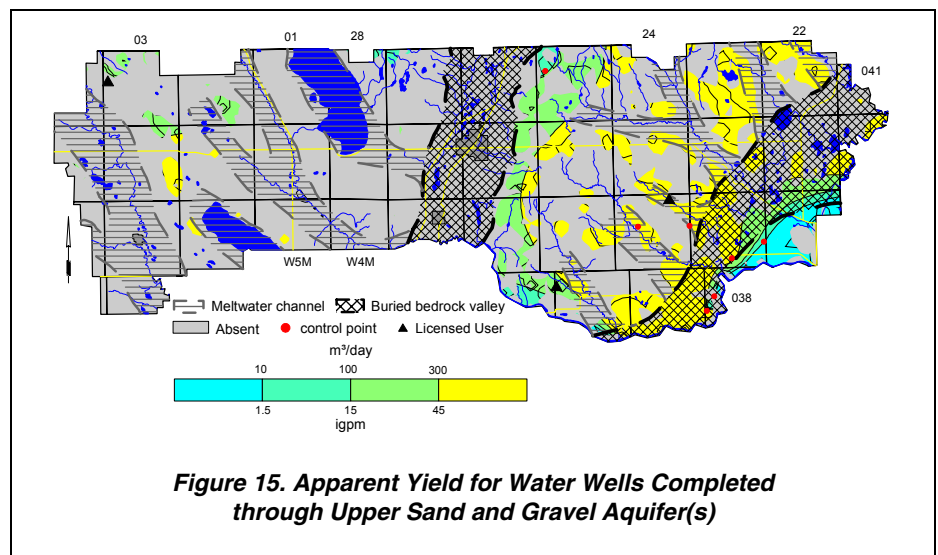 03 01 28 24 22
041
W5M W4M
038
Meltwater channel Buried bedrock valley
Absent control point Licensed User
m³/day
10 100 300
1.5 15 45
igpm
Figure 15. Apparent Yield for Water Wells Completed
through Upper Sand and Gravel Aquifer(s)